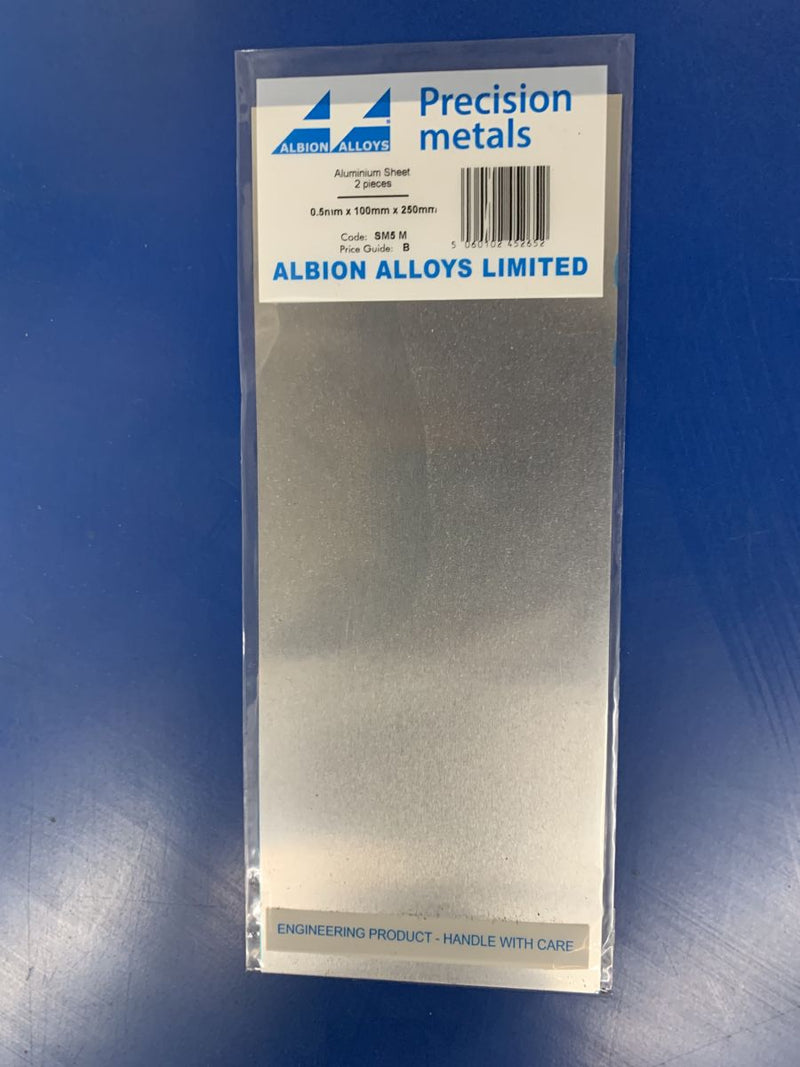 ALBION ALLOYS
Precision
metals
Aluminium Sheet
2 pieces
0.5mm x 100mm x 250mm
Code: SM5 M
Price Guide: B
5 060102 452652
ALBION ALLOYS LIMITED
ENGINEERING PRODUCT - HANDLE WITH CARE